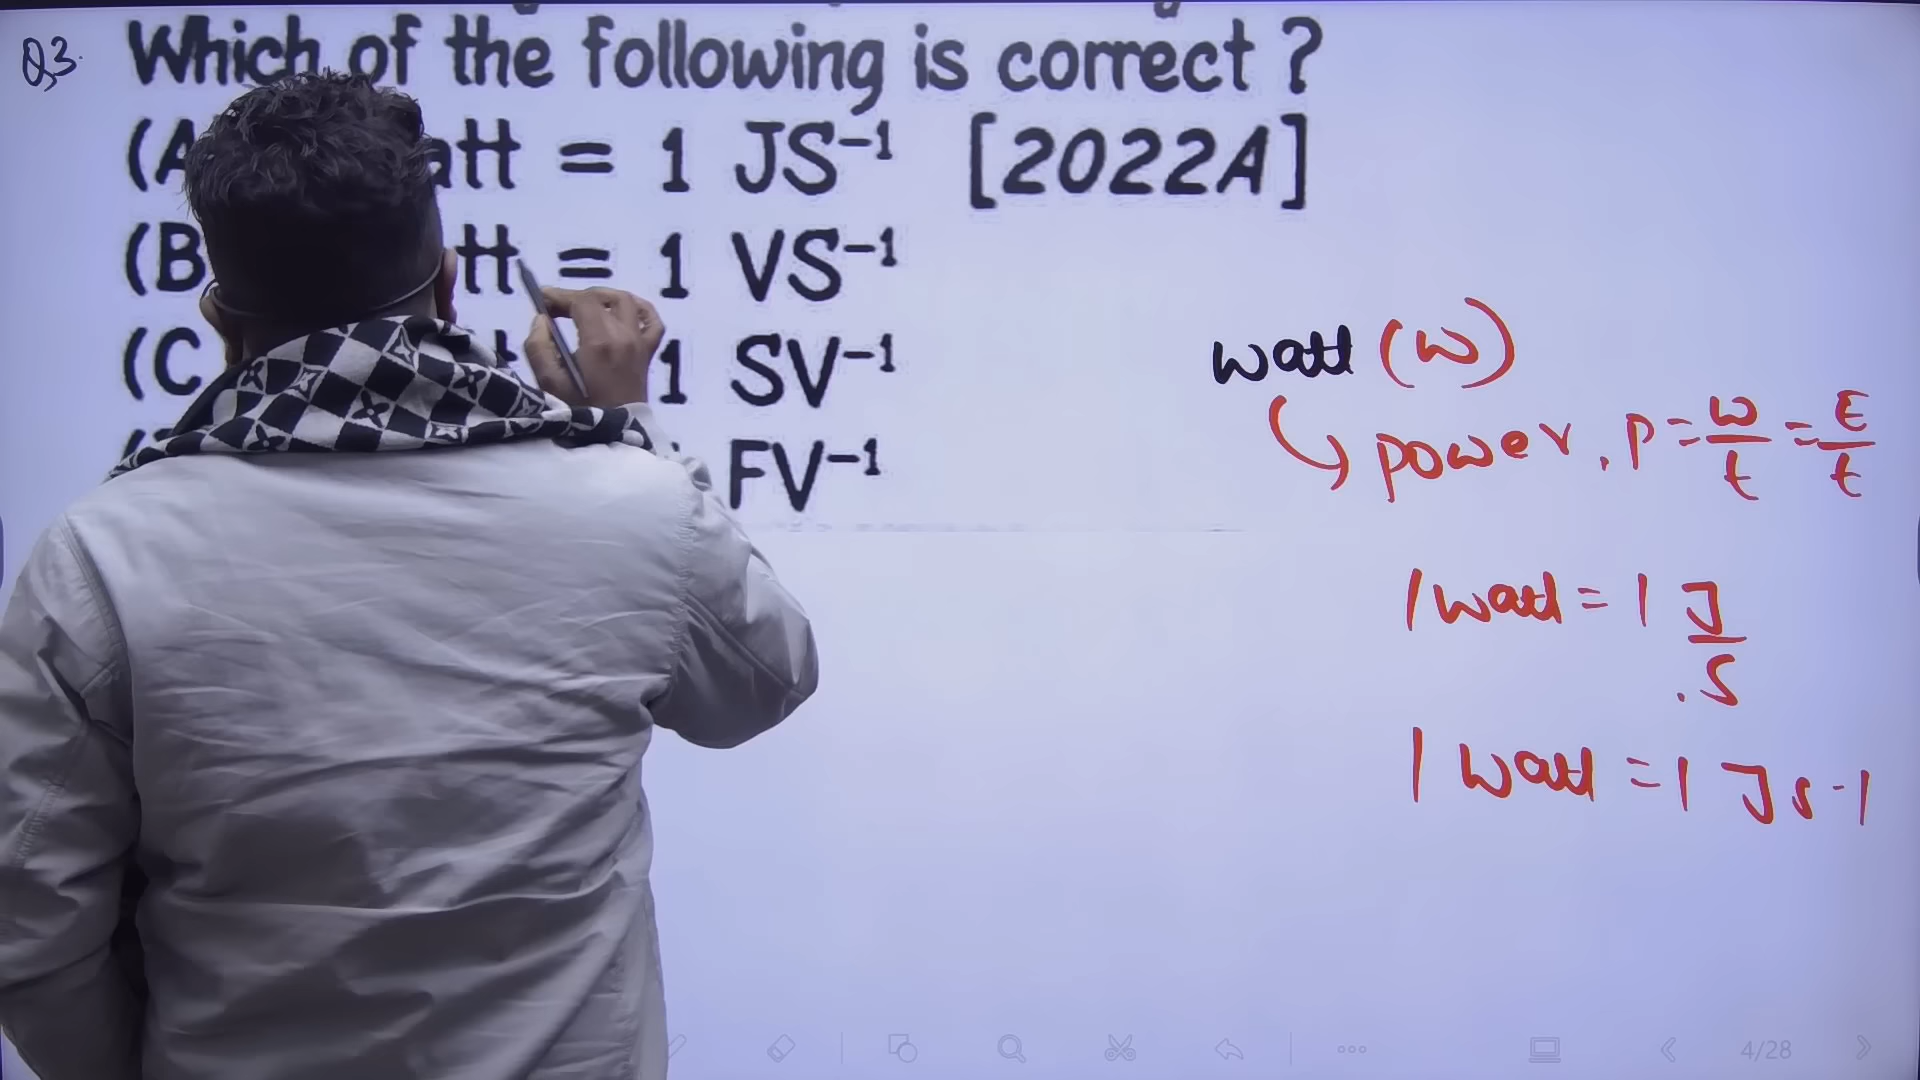 Q3.
Which of the following is correct ?
(A att = 1 JS⁻¹ [2022A]
(B tt = 1 VS⁻¹
(C 1 SV⁻¹
FV⁻¹
watt (W)
power, P = W/t = E/t
1 watt = 1 J/s
1 watt = 1 Js-1
4/28